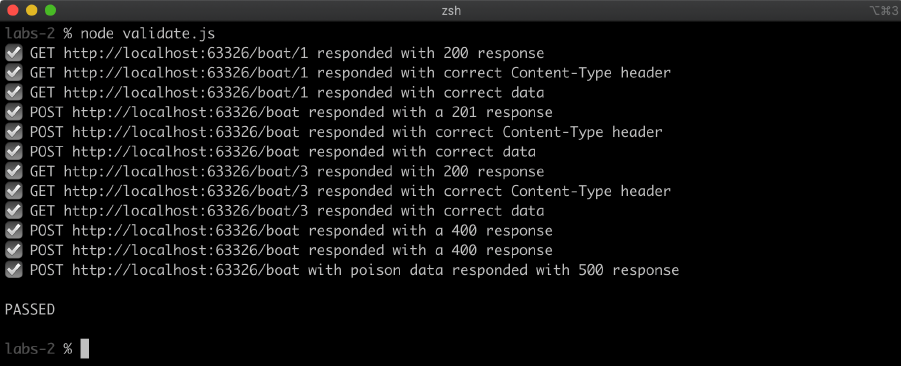 zsh
⌥⌘3
labs-2 % node validate.js
✔ GET http://localhost:63326/boat/1 responded with 200 response
✔ GET http://localhost:63326/boat/1 responded with correct Content-Type header
✔ GET http://localhost:63326/boat/1 responded with correct data
✔ POST http://localhost:63326/boat responded with a 201 response
✔ POST http://localhost:63326/boat responded with correct Content-Type header
✔ POST http://localhost:63326/boat responded with correct data
✔ GET http://localhost:63326/boat/3 responded with 200 response
✔ GET http://localhost:63326/boat/3 responded with correct Content-Type header
✔ GET http://localhost:63326/boat/3 responded with correct data
✔ POST http://localhost:63326/boat responded with a 400 response
✔ POST http://localhost:63326/boat responded with a 400 response
✔ POST http://localhost:63326/boat with poison data responded with 500 response
PASSED
labs-2 %